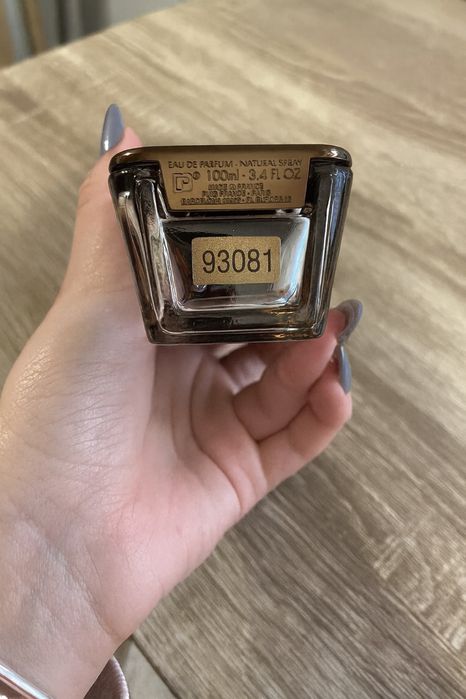 EAU DE PARFUM - NATURAL SPRAY
100ml - 3,4 FL OZ
MADE IN FRANCE
PUIG FRANCE - PARIS
93081